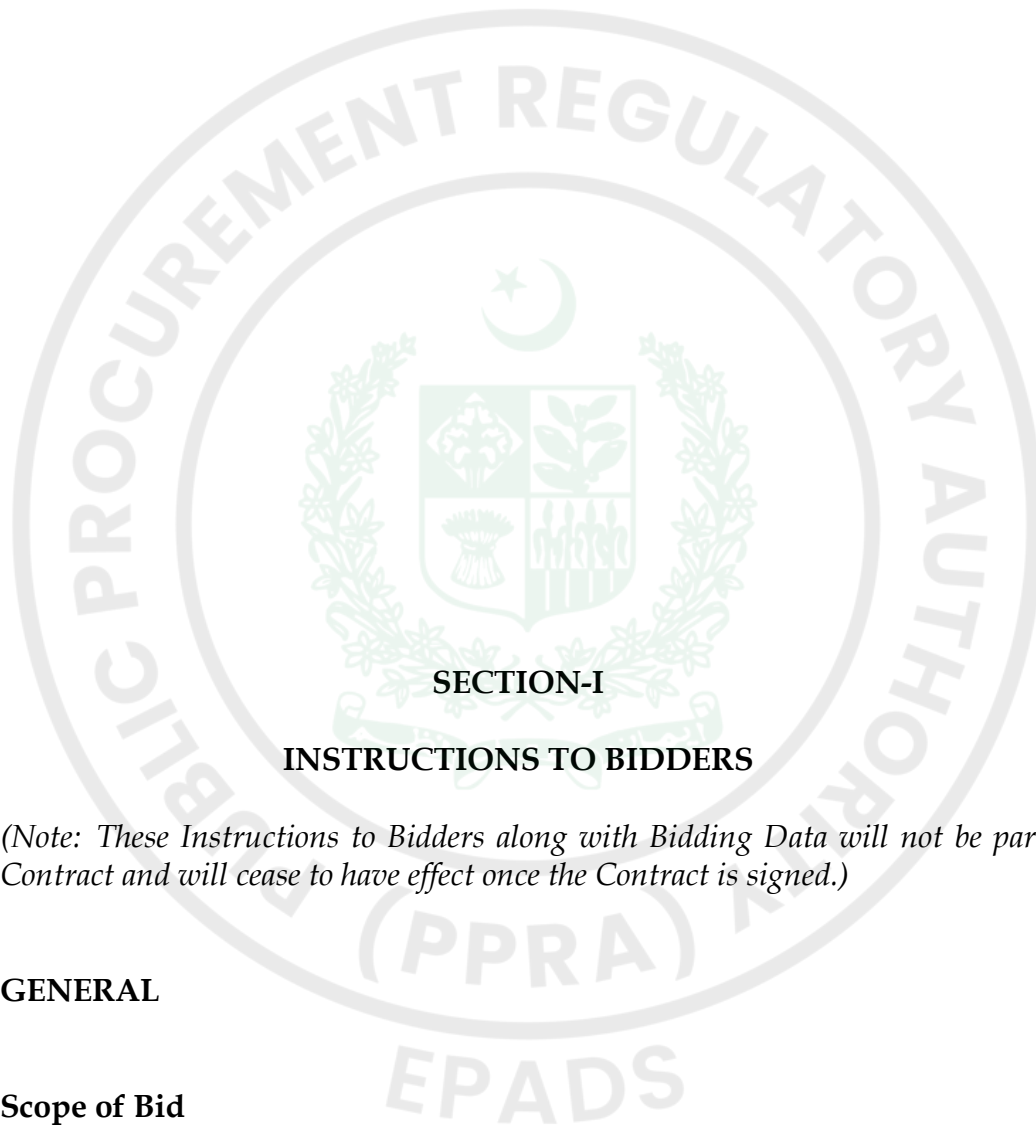 PUBLIC PROCUREMENT REGULATORY AUTHORITY
SECTION-I
INSTRUCTIONS TO BIDDERS
(Note: These Instructions to Bidders along with Bidding Data will not be par
Contract and will cease to have effect once the Contract is signed.)
(PPRA)
GENERAL
EPADS
Scope of Bid